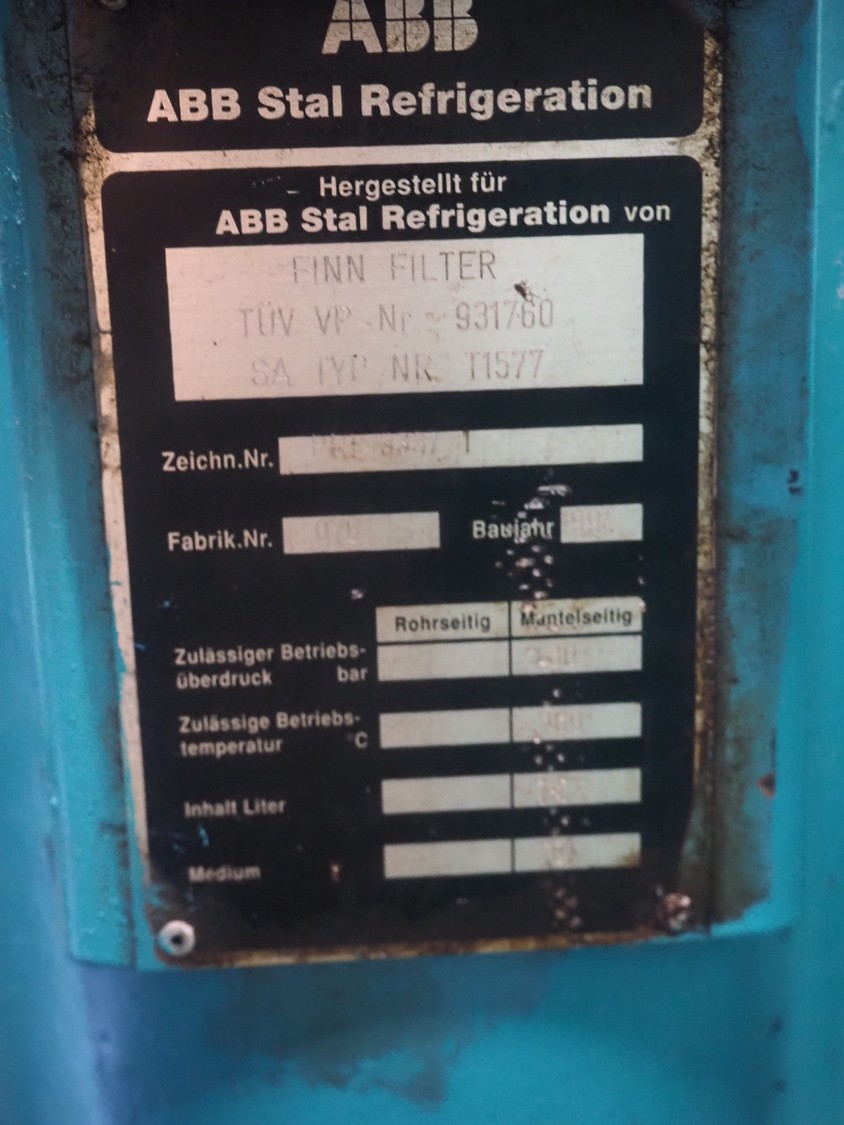 ABB
ABB Stal Refrigeration
Hergestellt für
ABB Stal Refrigeration von
FINN FILTER
TÜV VP-Nr 931760
SA TYP NR T1577
Zeichn.Nr.
Fabrik.Nr. Baujahr
Rohrseitig Mantelseitig
Zulässiger Betriebs-
überdruck bar
Zulässige Betriebs-
temperatur °C
Inhalt Liter
Medium